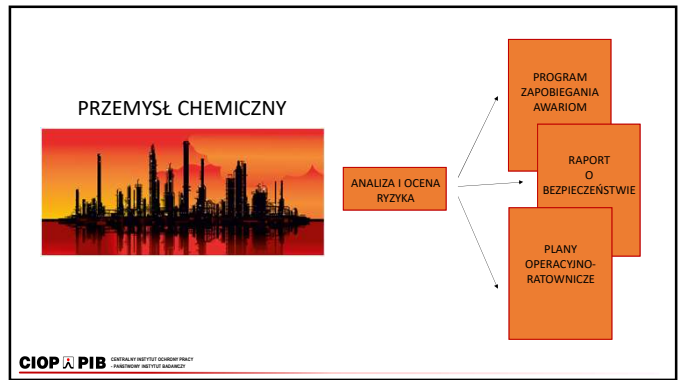 PRZEMYSŁ CHEMICZNY
ANALIZA I OCENA
RYZYKA
PROGRAM
ZAPOBIEGANIA
AWARIOM
RAPORT
O
BEZPIECZEŃSTWIE
PLANY
OPERACYJNO-
RATOWNICZE
CIOP PIB
CENTRALNY INSTYTUT OCHRONY PRACY
- PAŃSTWOWY INSTYTUT BADAWCZY